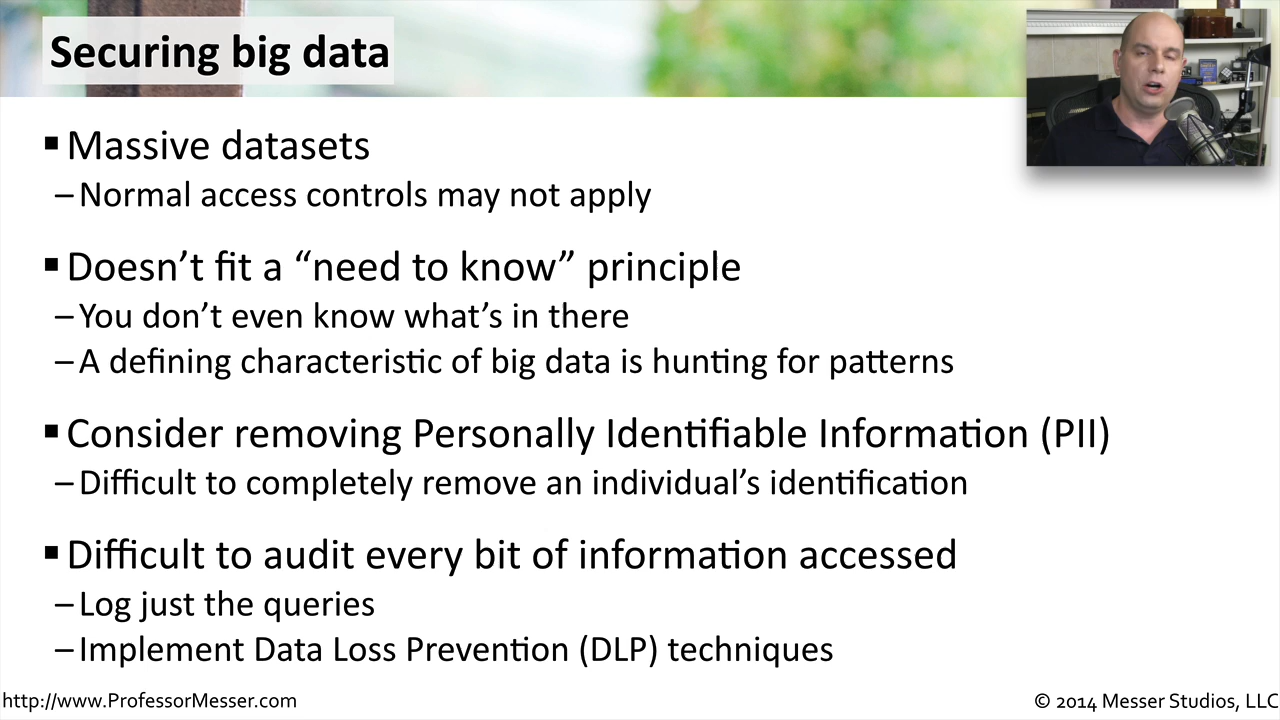 Securing big data
▪ Massive datasets
– Normal access controls may not apply
▪ Doesn’t fit a “need to know” principle
– You don’t even know what’s in there
– A defining characteristic of big data is hunting for patterns
▪ Consider removing Personally Identifiable Information (PII)
– Difficult to completely remove an individual’s identification
▪ Difficult to audit every bit of information accessed
– Log just the queries
– Implement Data Loss Prevention (DLP) techniques
http://www.ProfessorMesser.com
© 2014 Messer Studios, LLC